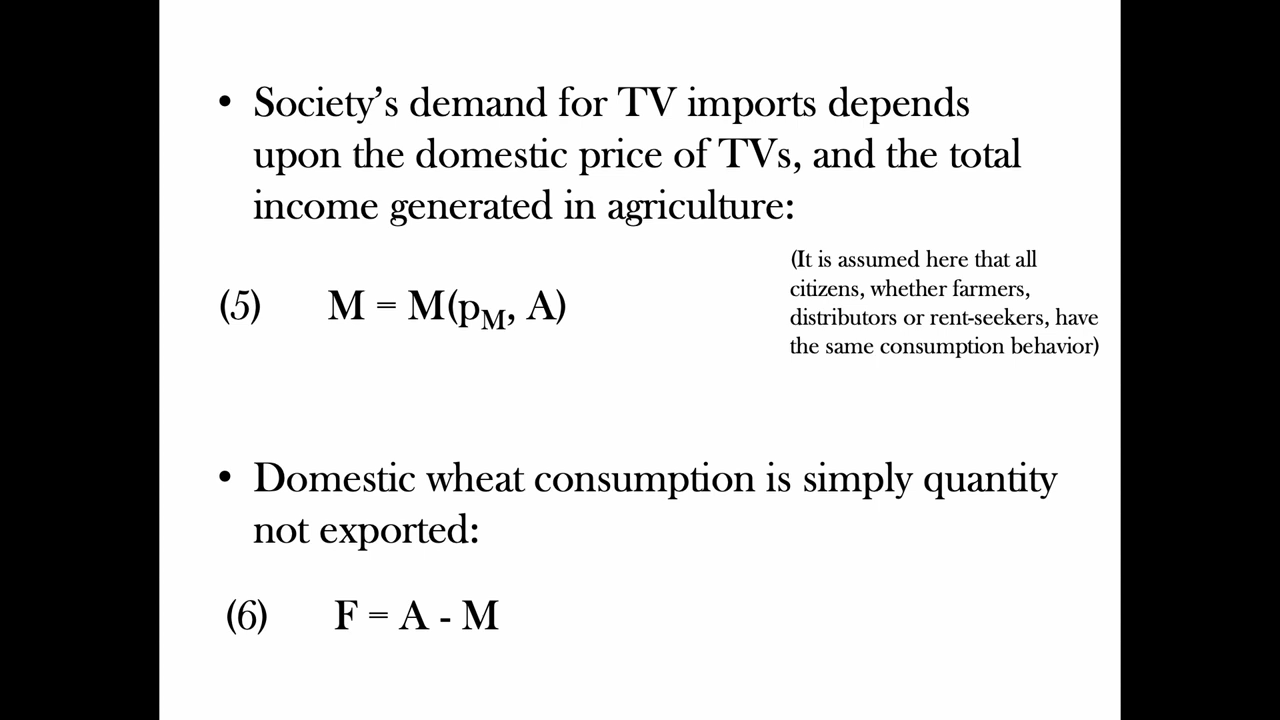 • Society’s demand for TV imports depends
upon the domestic price of TVs, and the total
income generated in agriculture:
(It is assumed here that all
citizens, whether farmers,
distributors or rent-seekers, have
the same consumption behavior)
(5) M = M(pM, A)
• Domestic wheat consumption is simply quantity
not exported:
(6) F = A - M